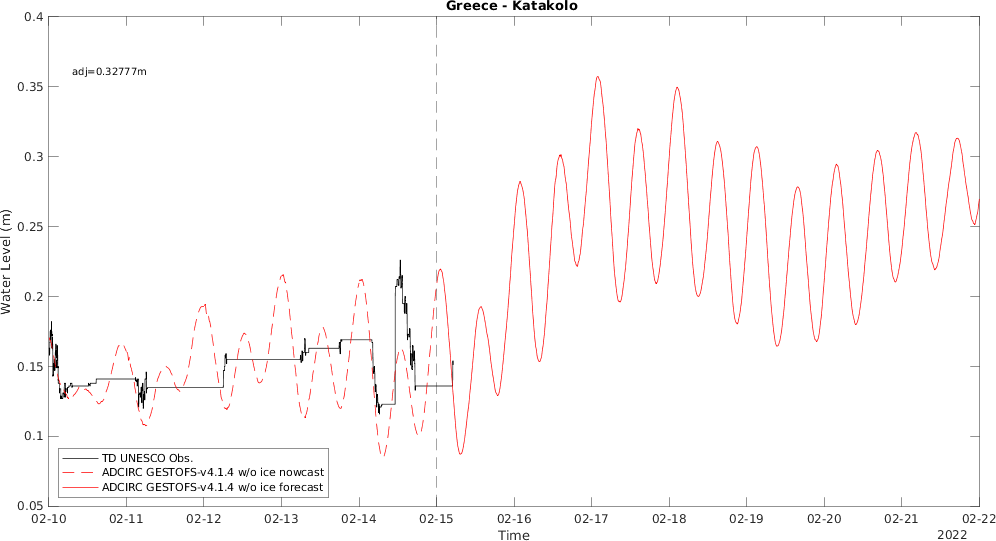 Greece - Katakolo
0.4
adj=0.32777m
0.35
0.3
0.25
0.2
0.15
0.1
0.05
Water Level (m)
TD UNESCO Obs.
ADCIRC GESTOFS-v4.1.4 w/o ice nowcast
ADCIRC GESTOFS-v4.1.4 w/o ice forecast
02-10 02-11 02-12 02-13 02-14 02-15 02-16 02-17 02-18 02-19 02-20 02-21 02-22
Time
2022